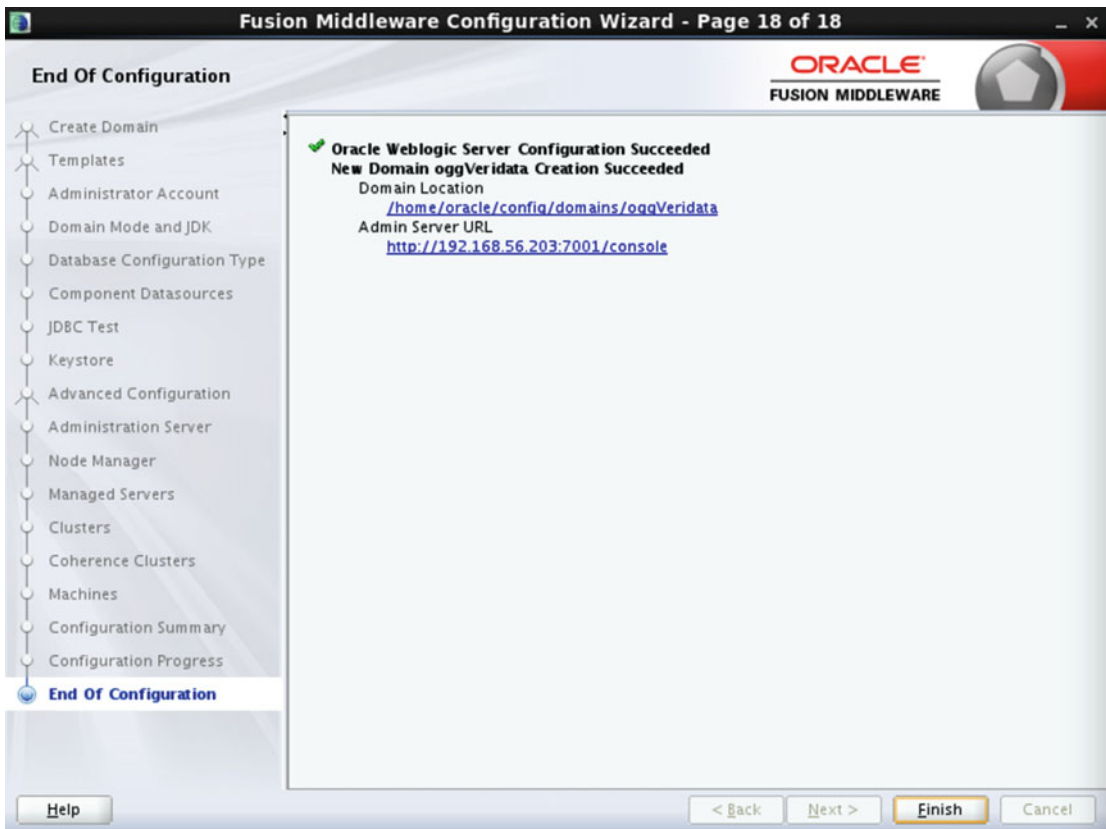 Fusion Middleware Configuration Wizard - Page 18 of 18
End Of Configuration
ORACLE
FUSION MIDDLEWARE
Create Domain
Templates
Administrator Account
Domain Mode and JDK
Database Configuration Type
Component Datasources
JDBC Test
Keystore
Advanced Configuration
Administration Server
Node Manager
Managed Servers
Clusters
Coherence Clusters
Machines
Configuration Summary
Configuration Progress
End Of Configuration
Oracle Weblogic Server Configuration Succeeded
New Domain oggVeridata Creation Succeeded
Domain Location
/home/oracle/config/domains/oggVeridata
Admin Server URL
http://192.168.56.203:7001/console
Help
< Back
Next >
Finish
Cancel